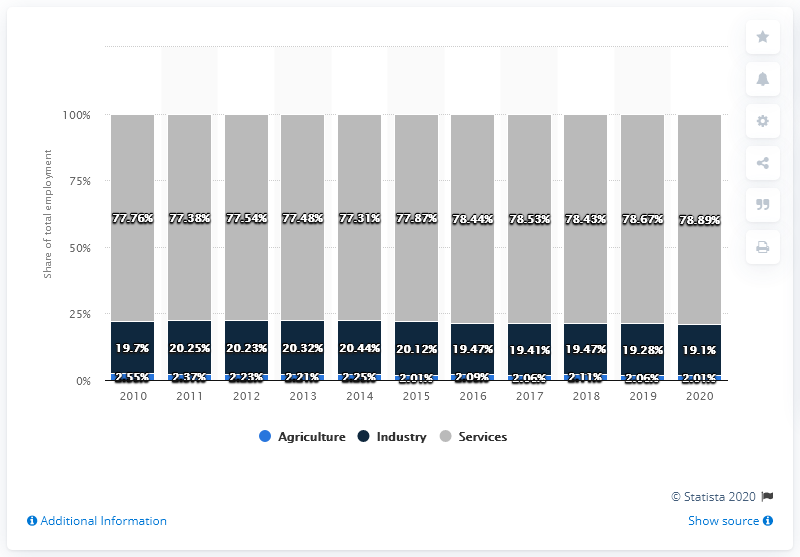 Share of total employment
100%
75%
50%
25%
0%
77.76% 77.38% 77.54% 77.48% 77.31% 77.87% 78.44% 78.53% 78.43% 78.67% 78.89%
19.7% 20.25% 20.23% 20.32% 20.44% 20.12% 19.47% 19.41% 19.47% 19.28% 19.1%
2.55% 2.37% 2.23% 2.21% 2.25% 2.01% 2.09% 2.06% 2.11% 2.06% 2.01%
2010 2011 2012 2013 2014 2015 2016 2017 2018 2019 2020
Agriculture Industry Services
© Statista 2020
Additional Information
Show source